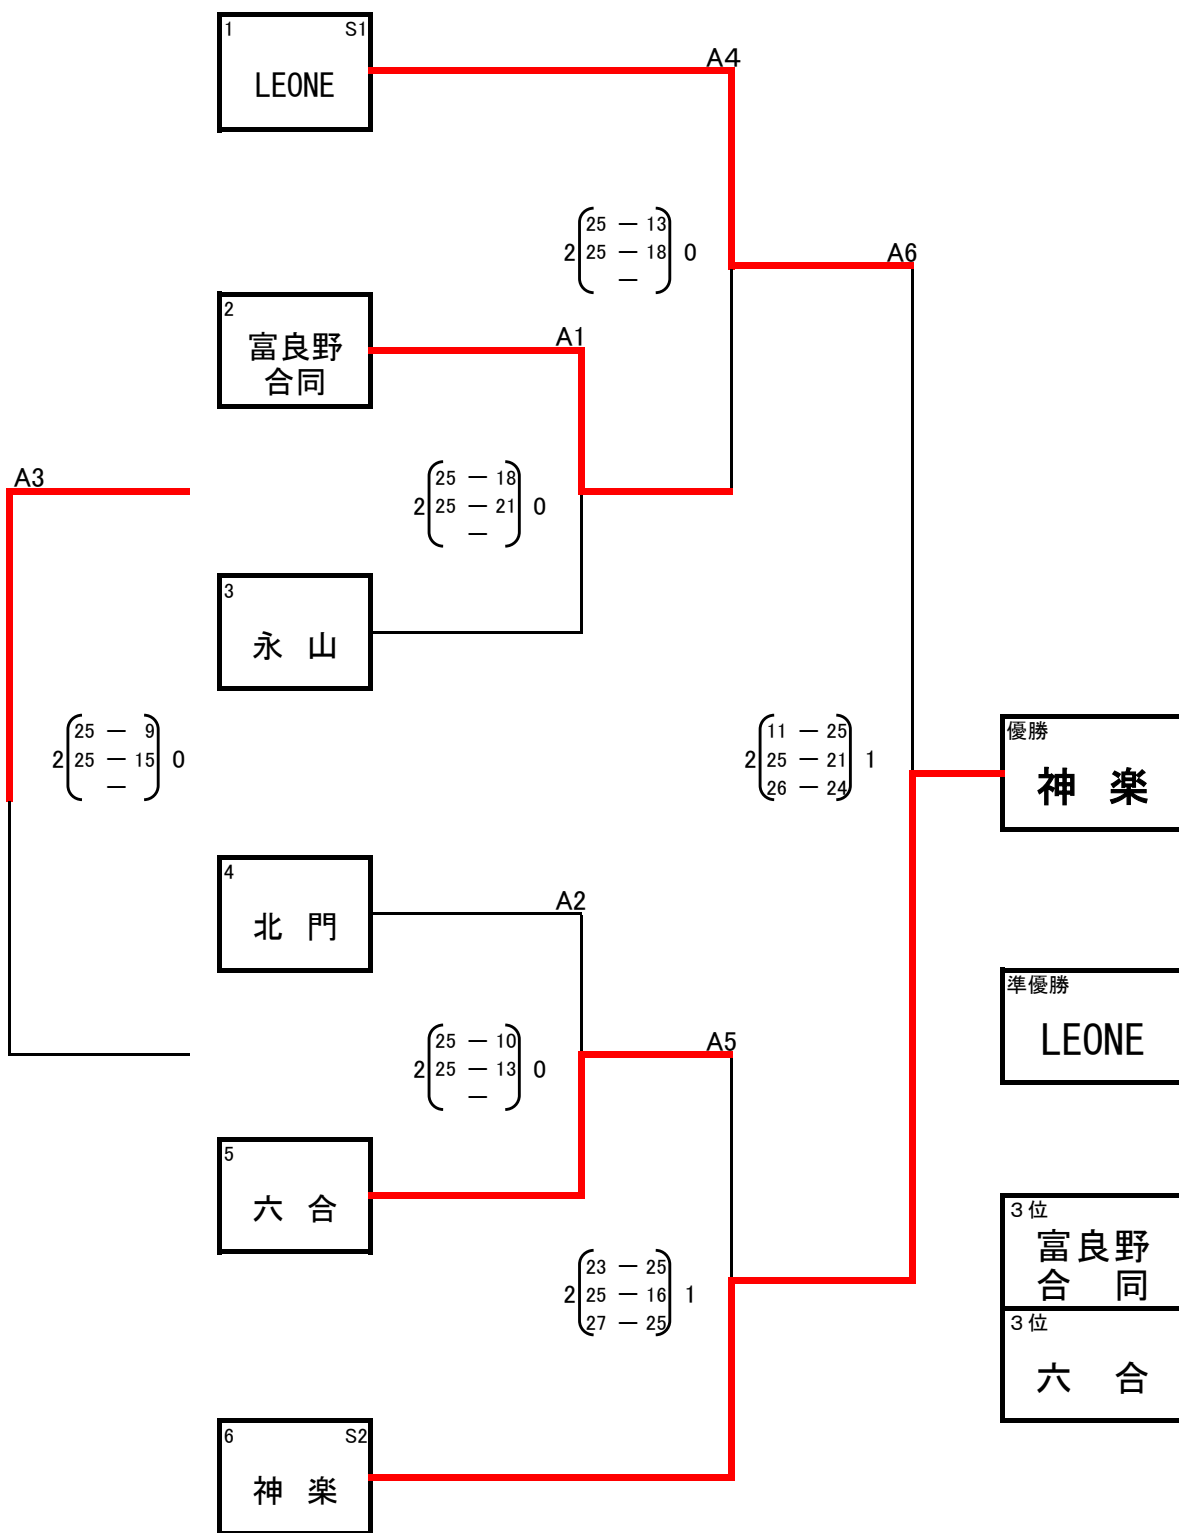 1 S1
LEONE
A4
2 25 － 13 0
25 － 18
－
A6
2
富良野
合同
A1
A3
2 25 － 18 0
25 － 21
－
3
永 山
2 25 － 9 0
25 － 15
－
2 11 － 25 1
25 － 21
26 － 24
優勝
神 楽
4
北 門
A2
準優勝
LEONE
2 25 － 10 0
25 － 13
－
A5
5
六 合
3位
富良野
合 同
2 23 － 25 1
25 － 16
27 － 25
3位
六 合
6 S2
神 楽